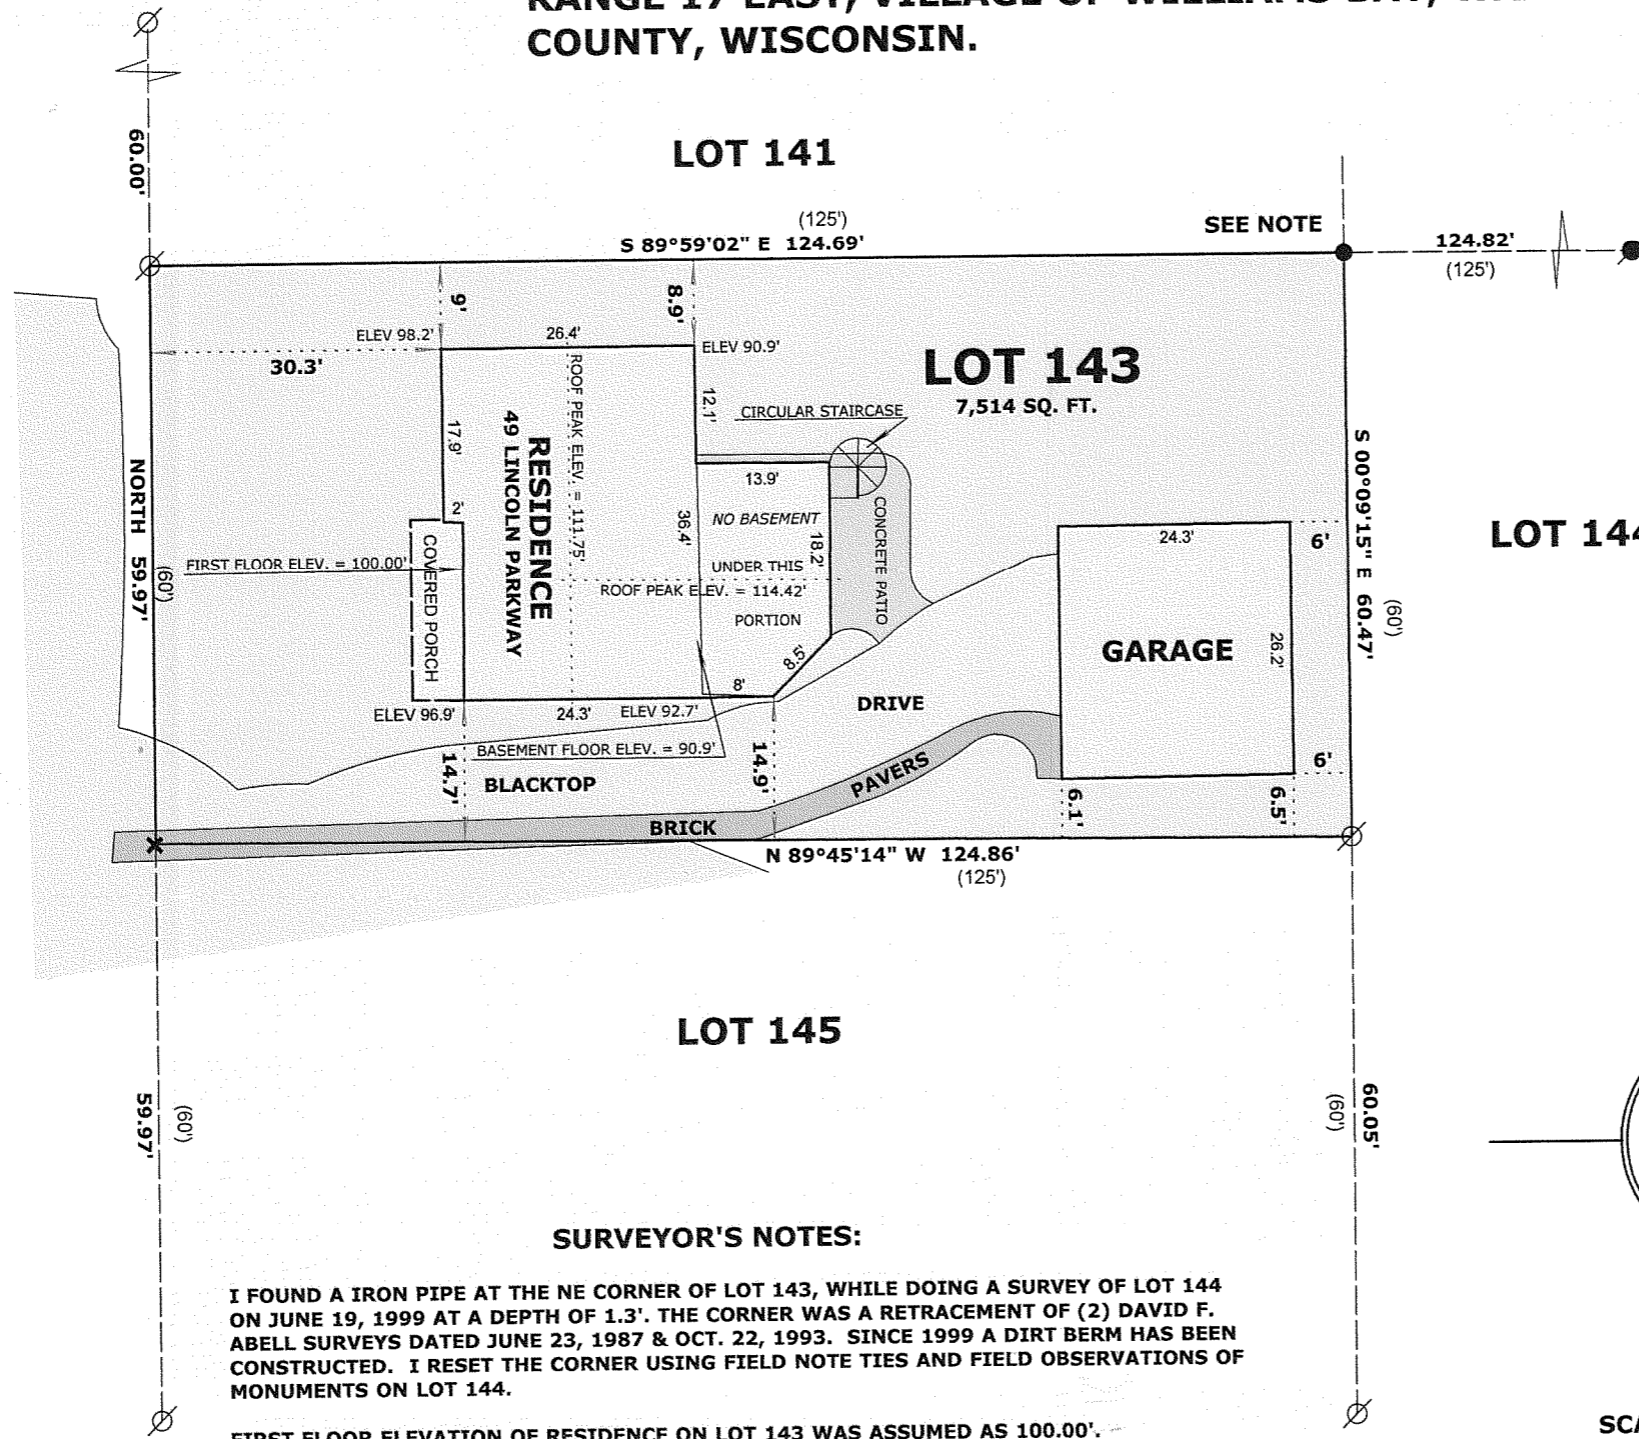 RANGE 17 EAST, VILLAGE OF WILLIAMS BAY,
COUNTY, WISCONSIN.
60.00'
LOT 141
(125')
S 89°59'02" E 124.69'
SEE NOTE
124.82'
(125')
9'
8.9'
ELEV 98.2'
26.4'
ELEV 90.9'
30.3'
LOT 143
7,514 SQ. FT.
CIRCULAR STAIRCASE
12.1'
17.9'
2'
ROOF PEAK ELEV. = 111.75'
RESIDENCE
49 LINCOLN PARKWAY
13.9'
36.4'
NO BASEMENT
UNDER THIS
PORTION
18.2'
ROOF PEAK ELEV. = 114.42'
CONCRETE PATIO
NORTH 59.97'
(60')
FIRST FLOOR ELEV. = 100.00'
COVERED PORCH
24.3'
6'
S 00°09'15" E 60.47'
(60')
LOT 144
GARAGE
26.2'
8.5'
8'
DRIVE
ELEV 96.9'
24.3'
ELEV 92.7'
BASEMENT FLOOR ELEV. = 90.9'
14.7'
14.9'
BLACKTOP
BRICK
PAVERS
6'
6.1'
6.5'
N 89°45'14" W 124.86'
(125')
LOT 145
59.97'
(60')
(60')
60.05'
SURVEYOR'S NOTES:
I FOUND A IRON PIPE AT THE NE CORNER OF LOT 143, WHILE DOING A SURVEY OF LOT 144
ON JUNE 19, 1999 AT A DEPTH OF 1.3'. THE CORNER WAS A RETRACEMENT OF (2) DAVID F.
ABELL SURVEYS DATED JUNE 23, 1987 & OCT. 22, 1993. SINCE 1999 A DIRT BERM HAS BEEN
CONSTRUCTED. I RESET THE CORNER USING FIELD NOTE TIES AND FIELD OBSERVATIONS OF
MONUMENTS ON LOT 144.
FIRST FLOOR ELEVATION OF RESIDENCE ON LOT 143 WAS ASSUMED AS 100.00'.